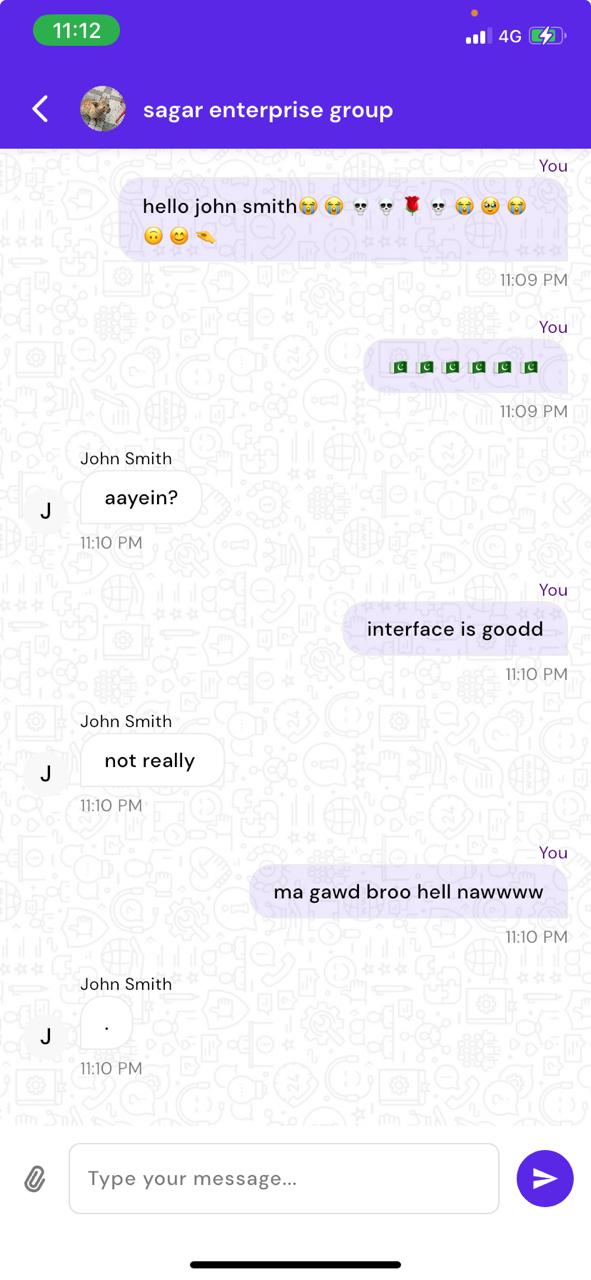 11:12
4G
sagar enterprise group
You
hello john smith😭😭 💀 💀 🌹 💀 😭 🥹 😭
🙃 😊 🫴
11:09 PM
You
🇵🇰 🇵🇰 🇵🇰 🇵🇰 🇵🇰 🇵🇰
11:09 PM
John Smith
J
aayein?
11:10 PM
You
interface is goodd
11:10 PM
John Smith
J
not really
11:10 PM
You
ma gawd broo hell nawwww
11:10 PM
John Smith
J
.
11:10 PM
Type your message...